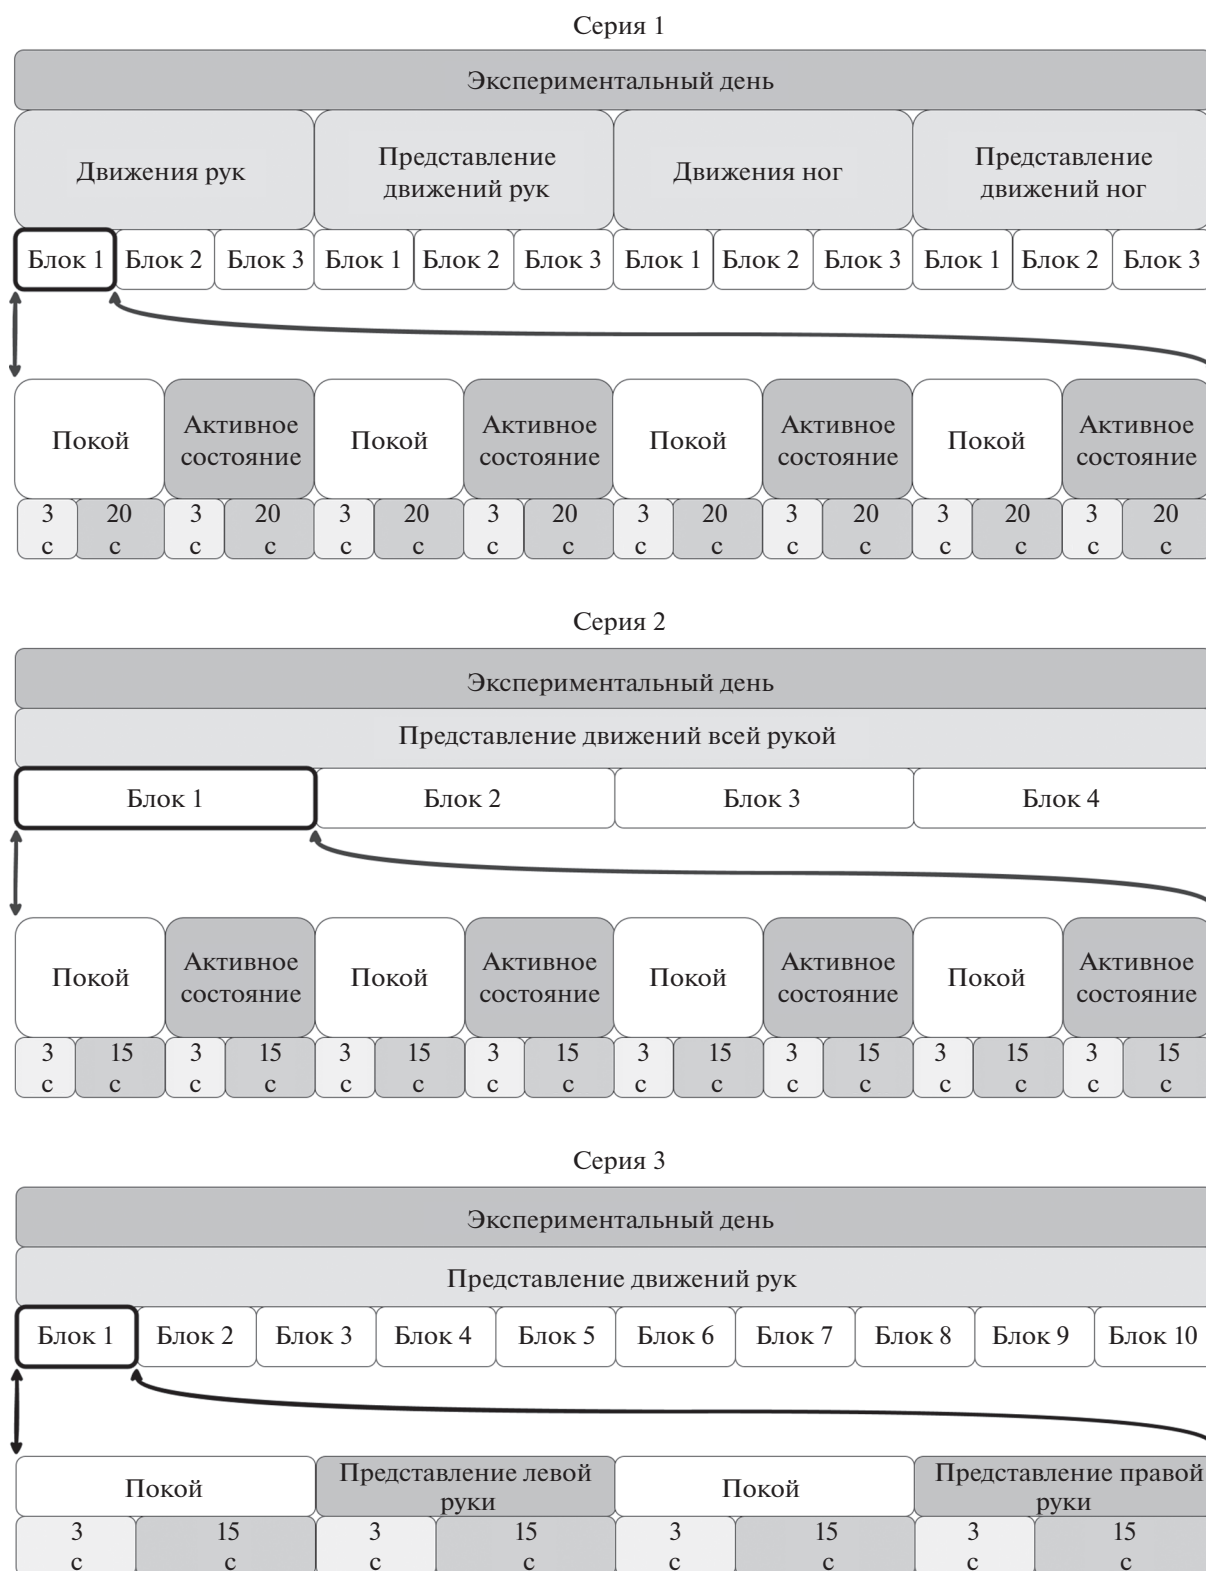 Серия 1
Экспериментальный день
Движения рук
Представление
движений рук
Движения ног
Представление
движений ног
Блок 1 Блок 2 Блок 3 Блок 1 Блок 2 Блок 3 Блок 1 Блок 2 Блок 3 Блок 1 Блок 2 Блок 3
Покой
Активное
состояние
Покой
Активное
состояние
Покой
Активное
состояние
Покой
Активное
состояние
3 20 3 20 3 20 3 20 3 20 3 20 3 20 3 20
с с с с с с с с с с с с с с с с
Серия 2
Экспериментальный день
Представление движений всей рукой
Блок 1 Блок 2 Блок 3 Блок 4
Покой
Активное
состояние
Покой
Активное
состояние
Покой
Активное
состояние
Покой
Активное
состояние
3 15 3 15 3 15 3 15 3 15 3 15 3 15 3 15
с с с с с с с с с с с с с с с с
Серия 3
Экспериментальный день
Представление движений рук
Блок 1 Блок 2 Блок 3 Блок 4 Блок 5 Блок 6 Блок 7 Блок 8 Блок 9 Блок 10
Покой
Представление левой
руки
Покой
Представление правой
руки
3 15 3 15 3 15 3 15
с с с с с с с с